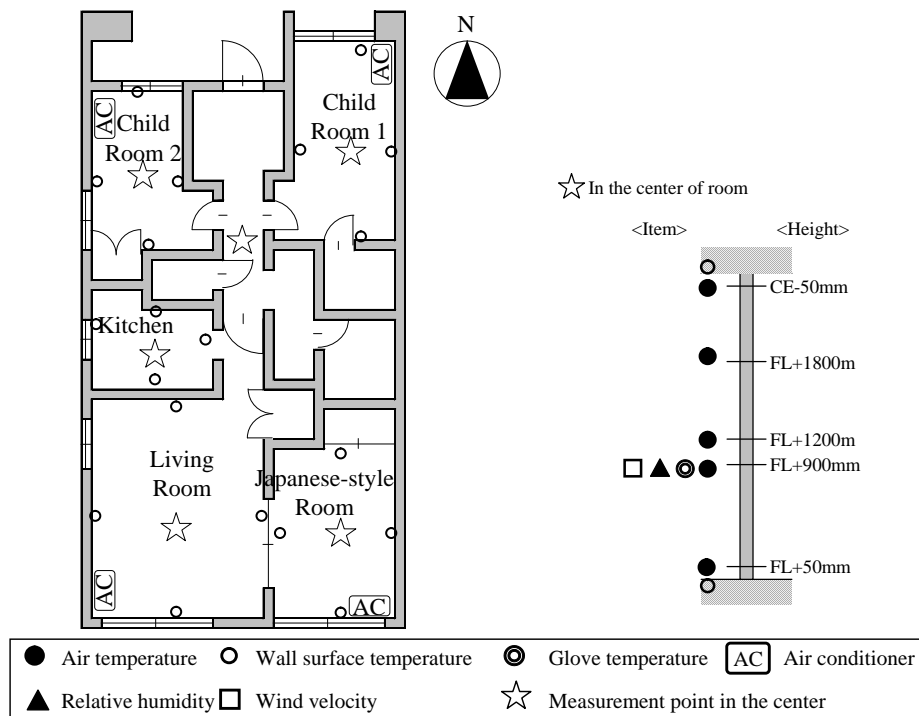 N
AC
Child
Room 1
AC
Child
Room 2
Kitchen
Living
Room
Japanese-style
Room
AC
AC
In the center of room
<Item>
<Height>
CE-50mm
FL+1800m
FL+1200m
FL+900mm
FL+50mm
Air temperature
Wall surface temperature
Glove temperature
AC
Air conditioner
Relative humidity
Wind velocity
Measurement point in the center